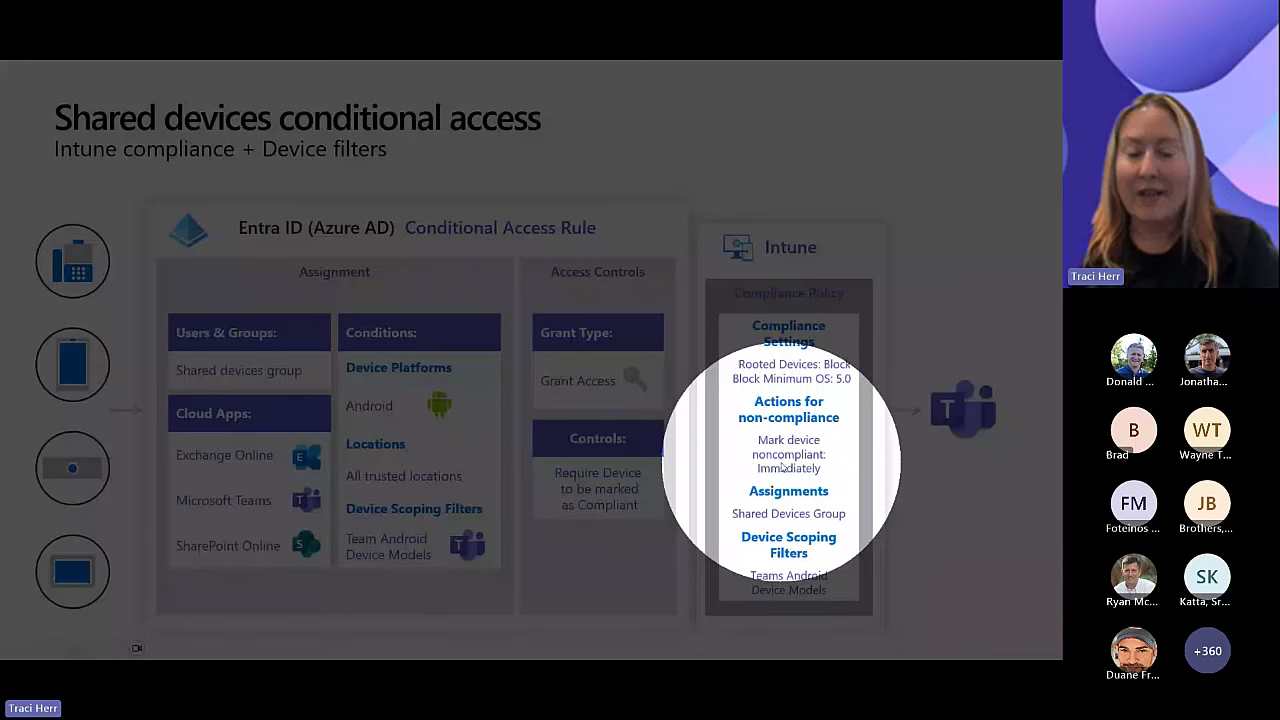 Shared devices conditional access
Intune compliance + Device filters
Entra ID (Azure AD) Conditional Access Rule
Assignment
Users & Groups:
Shared devices group
Cloud Apps:
Exchange Online
Microsoft Teams
SharePoint Online
Conditions:
Device Platforms
Android
Locations
All trusted locations
Device Scoping Filters
Team Android
Device Models
Access Controls
Grant Type:
Grant Access
Controls:
Require Device
to be marked
as Compliant
Intune
Compliance Policy
Compliance
Settings
Rooted Devices: Block
Block Minimum OS: 5.0
Actions for
non-compliance
Mark device
noncompliant:
Immediately
Assignments
Shared Devices Group
Device Scoping
Filters
Teams Android
Device Models
Traci Herr
Donald ...
Jonatha...
B
Brad
WT
Wayne T...
FM
Foteinos ...
JB
Brothers,...
Ryan Mc...
SK
Katta, Sr...
Duane Fr...
+360
Traci Herr